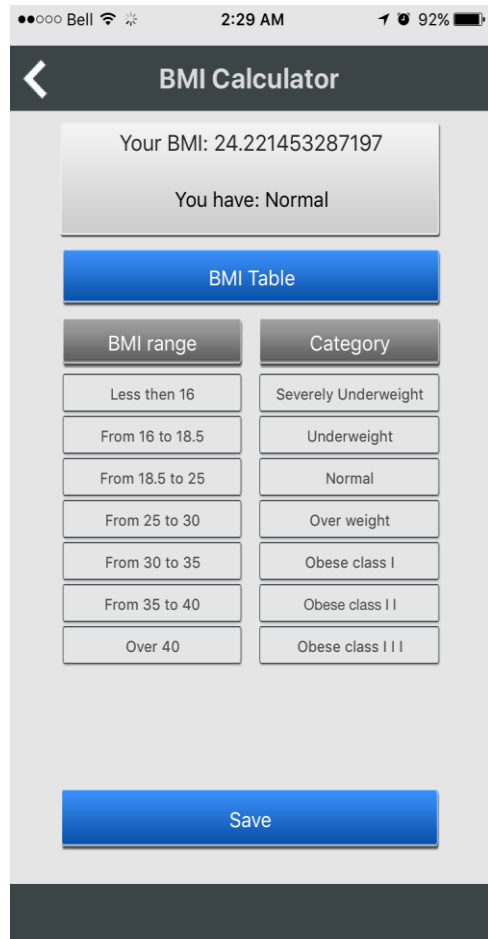 Bell 2:29 AM 92%
BMI Calculator
Your BMI: 24.221453287197
You have: Normal
BMI Table
BMI range Category
Less then 16 Severely Underweight
From 16 to 18.5 Underweight
From 18.5 to 25 Normal
From 25 to 30 Over weight
From 30 to 35 Obese class I
From 35 to 40 Obese class I I
Over 40 Obese class I I I
Save